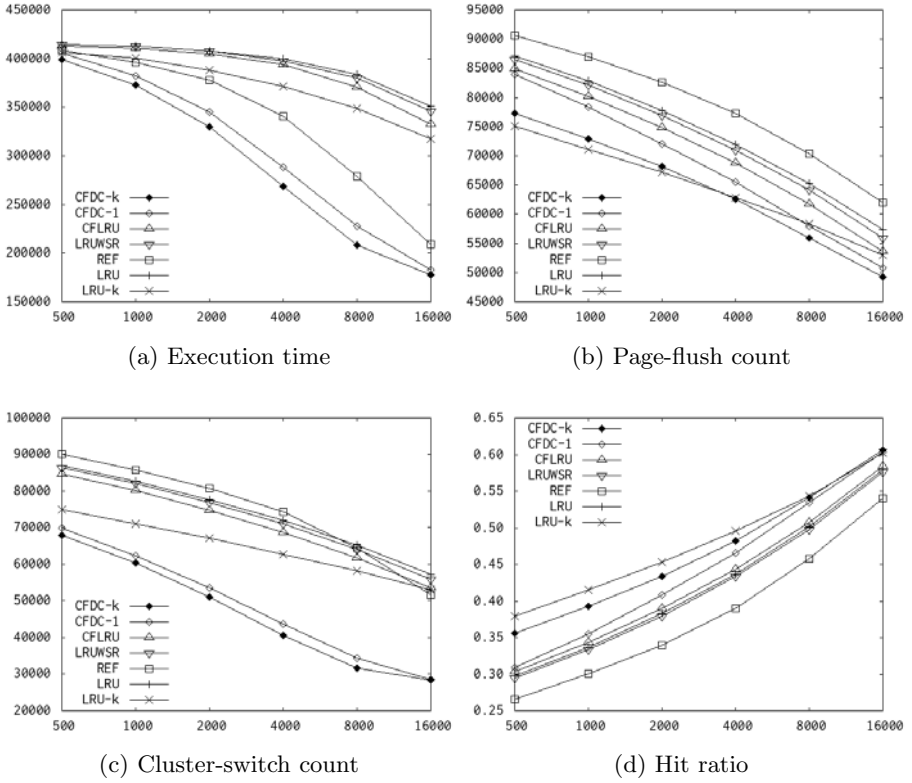 450000
400000
350000
300000
250000
200000
150000
CFDC-k
CFDC-1
CFLRU
LRUWSR
REF
LRU
LRU-k
500 1000 2000 4000 8000 16000
(a) Execution time
95000
90000
85000
80000
75000
70000
65000
60000
55000
50000
45000
CFDC-k
CFDC-1
CFLRU
LRUWSR
REF
LRU
LRU-k
500 1000 2000 4000 8000 16000
(b) Page-flush count
100000
90000
80000
70000
60000
50000
40000
30000
20000
CFDC-k
CFDC-1
CFLRU
LRUWSR
REF
LRU
LRU-k
500 1000 2000 4000 8000 16000
(c) Cluster-switch count
0.65
0.60
0.55
0.50
0.45
0.40
0.35
0.30
0.25
CFDC-k
CFDC-1
CFLRU
LRUWSR
REF
LRU
LRU-k
500 1000 2000 4000 8000 16000
(d) Hit ratio